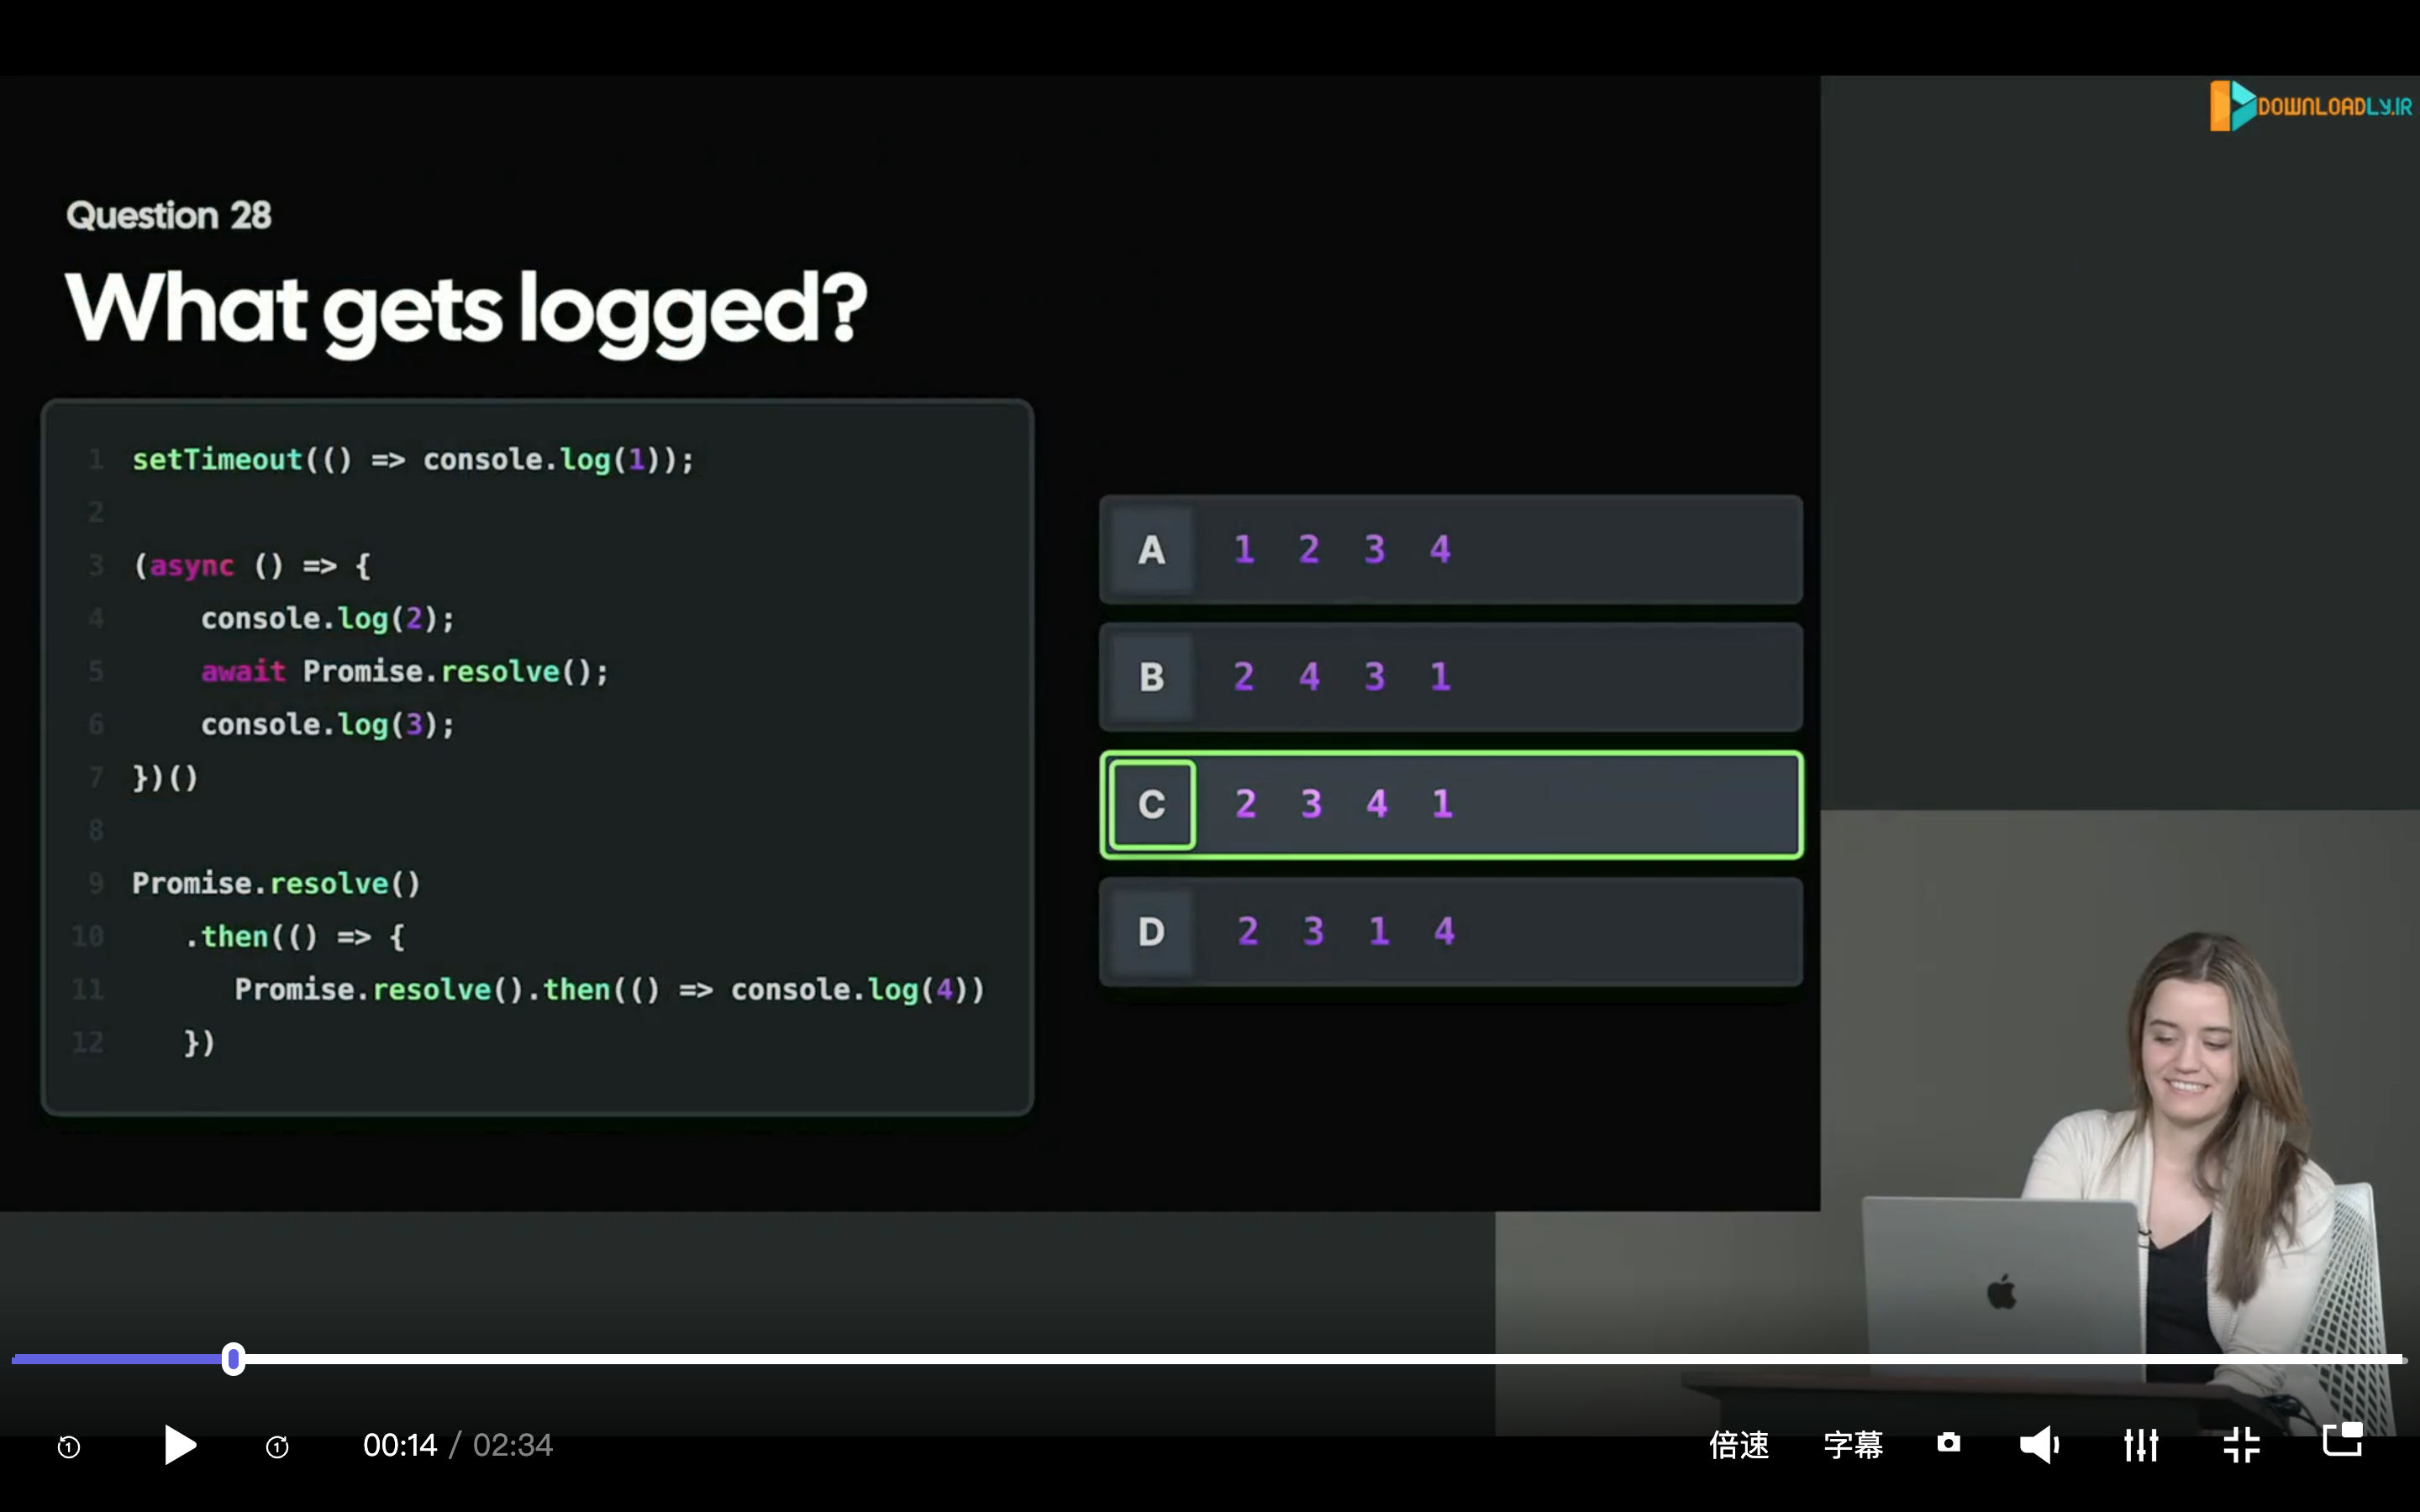 DOWNLOADLY.IR
Question 28
What gets logged?
1 setTimeout(() => console.log(1));
2
3 (async () => {
4     console.log(2);
5     await Promise.resolve();
6     console.log(3);
7 })()
8
9 Promise.resolve()
10    .then(() => {
11       Promise.resolve().then(() => console.log(4))
12    })
A 1 2 3 4
B 2 4 3 1
C 2 3 4 1
D 2 3 1 4
1
1
00:14 / 02:34
倍速
字幕